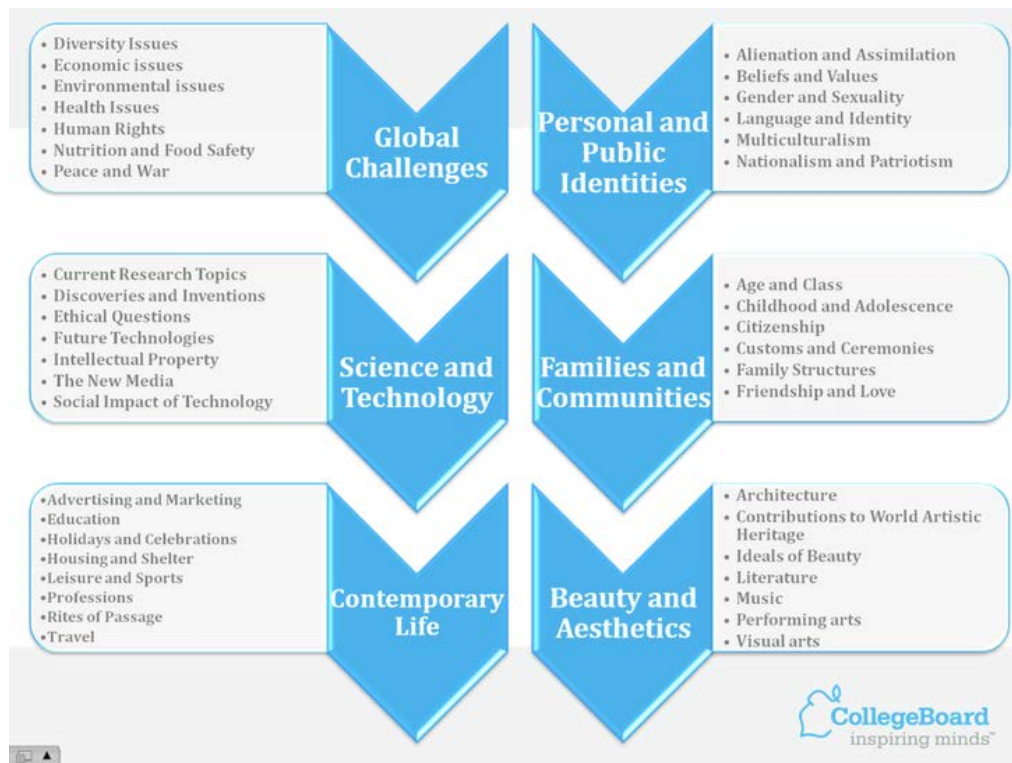 • Diversity Issues
• Economic issues
• Environmental issues
• Health Issues
• Human Rights
• Nutrition and Food Safety
• Peace and War
Global
Challenges
Personal and
Public
Identities
• Alienation and Assimilation
• Beliefs and Values
• Gender and Sexuality
• Language and Identity
• Multiculturalism
• Nationalism and Patriotism
• Current Research Topics
• Discoveries and Inventions
• Ethical Questions
• Future Technologies
• Intellectual Property
• The New Media
• Social Impact of Technology
Science and
Technology
Families and
Communities
• Age and Class
• Childhood and Adolescence
• Citizenship
• Customs and Ceremonies
• Family Structures
• Friendship and Love
•Advertising and Marketing
•Education
•Holidays and Celebrations
•Housing and Shelter
•Leisure and Sports
•Professions
•Rites of Passage
•Travel
Contemporary
Life
Beauty and
Aesthetics
• Architecture
• Contributions to World Artistic
Heritage
• Ideals of Beauty
• Literature
• Music
• Performing arts
• Visual arts
CollegeBoard
inspiring minds™